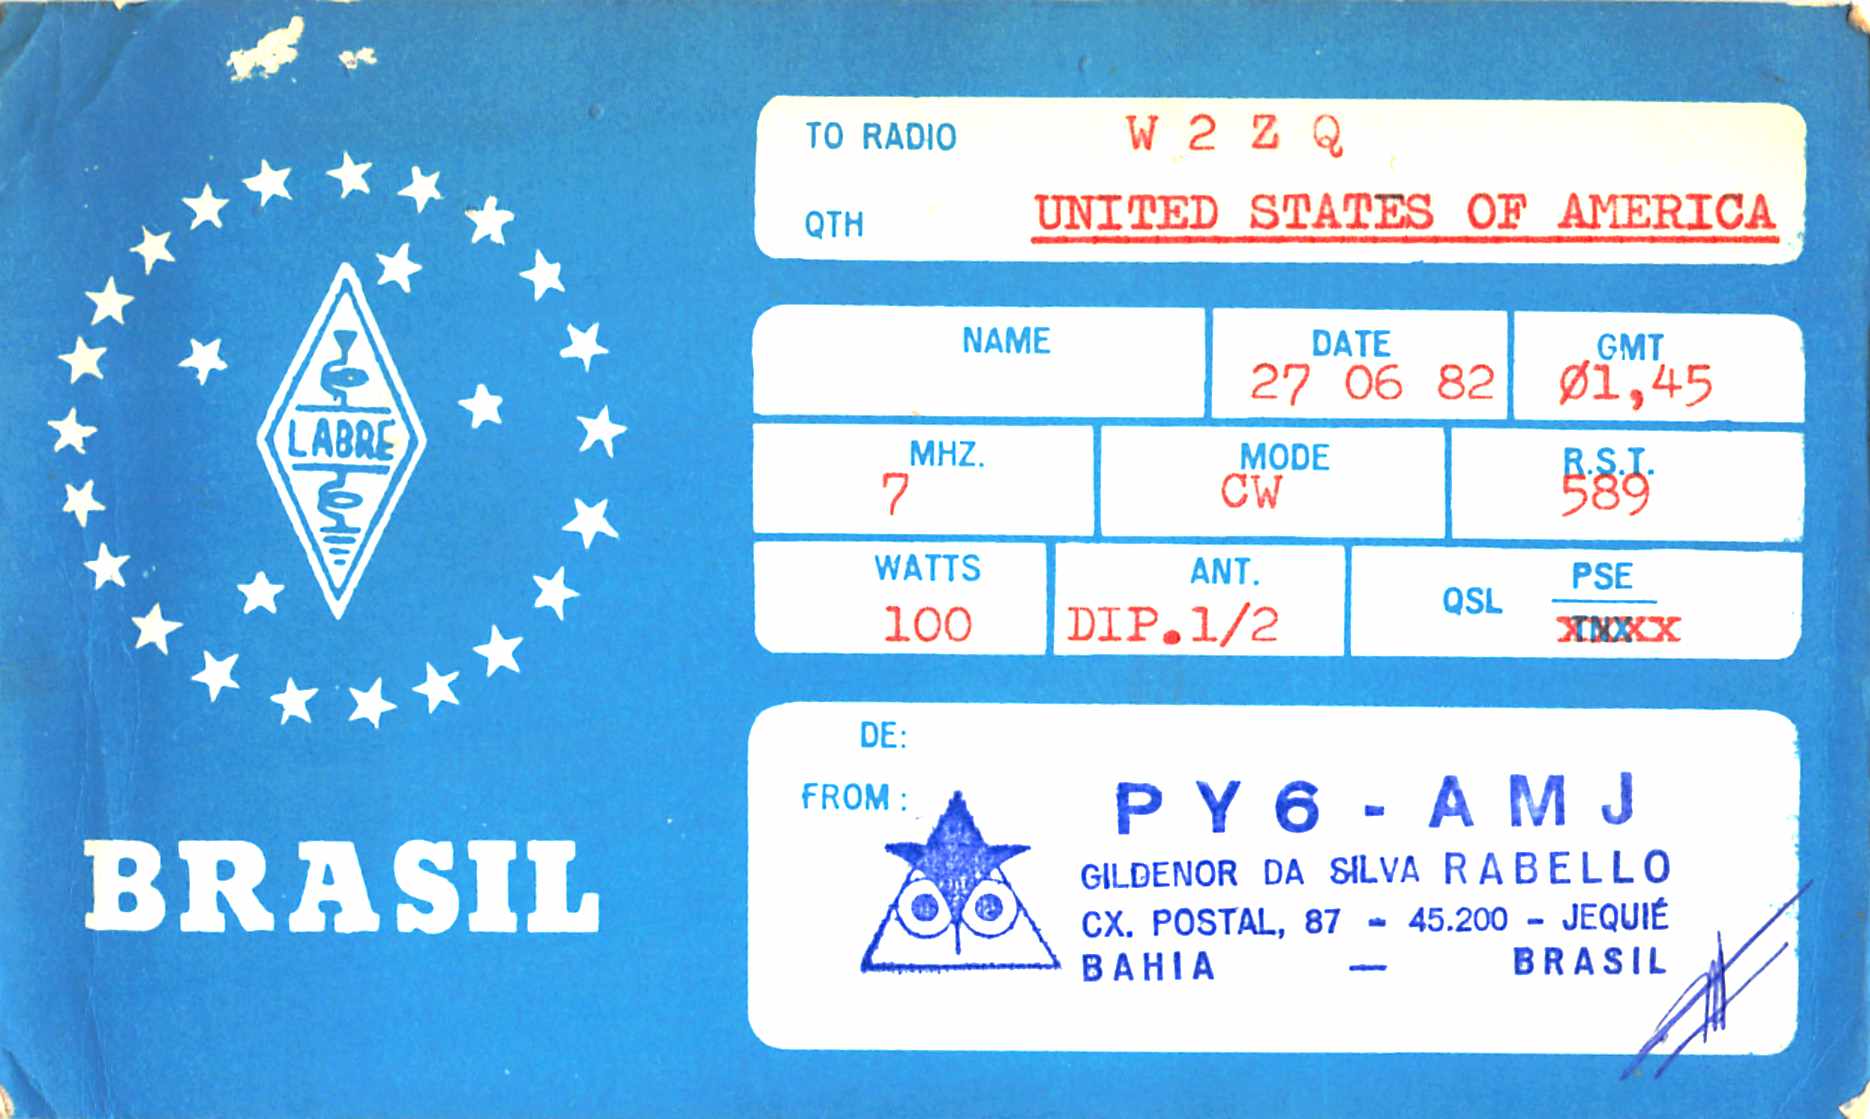 LABRE
BRASIL
TO RADIO W 2 Z Q
QTH UNITED STATES OF AMERICA
NAME DATE GMT
27 06 82 Ø1,45
MHZ. MODE R.S.T.
7 CW 589
WATTS ANT. QSL PSE
100 DIP.1/2 TNX
DE:
FROM: PY6-AMJ
GILDENOR DA SILVA RABELLO
CX. POSTAL, 87 - 45.200 - JEQUIÉ
BAHIA — BRASIL